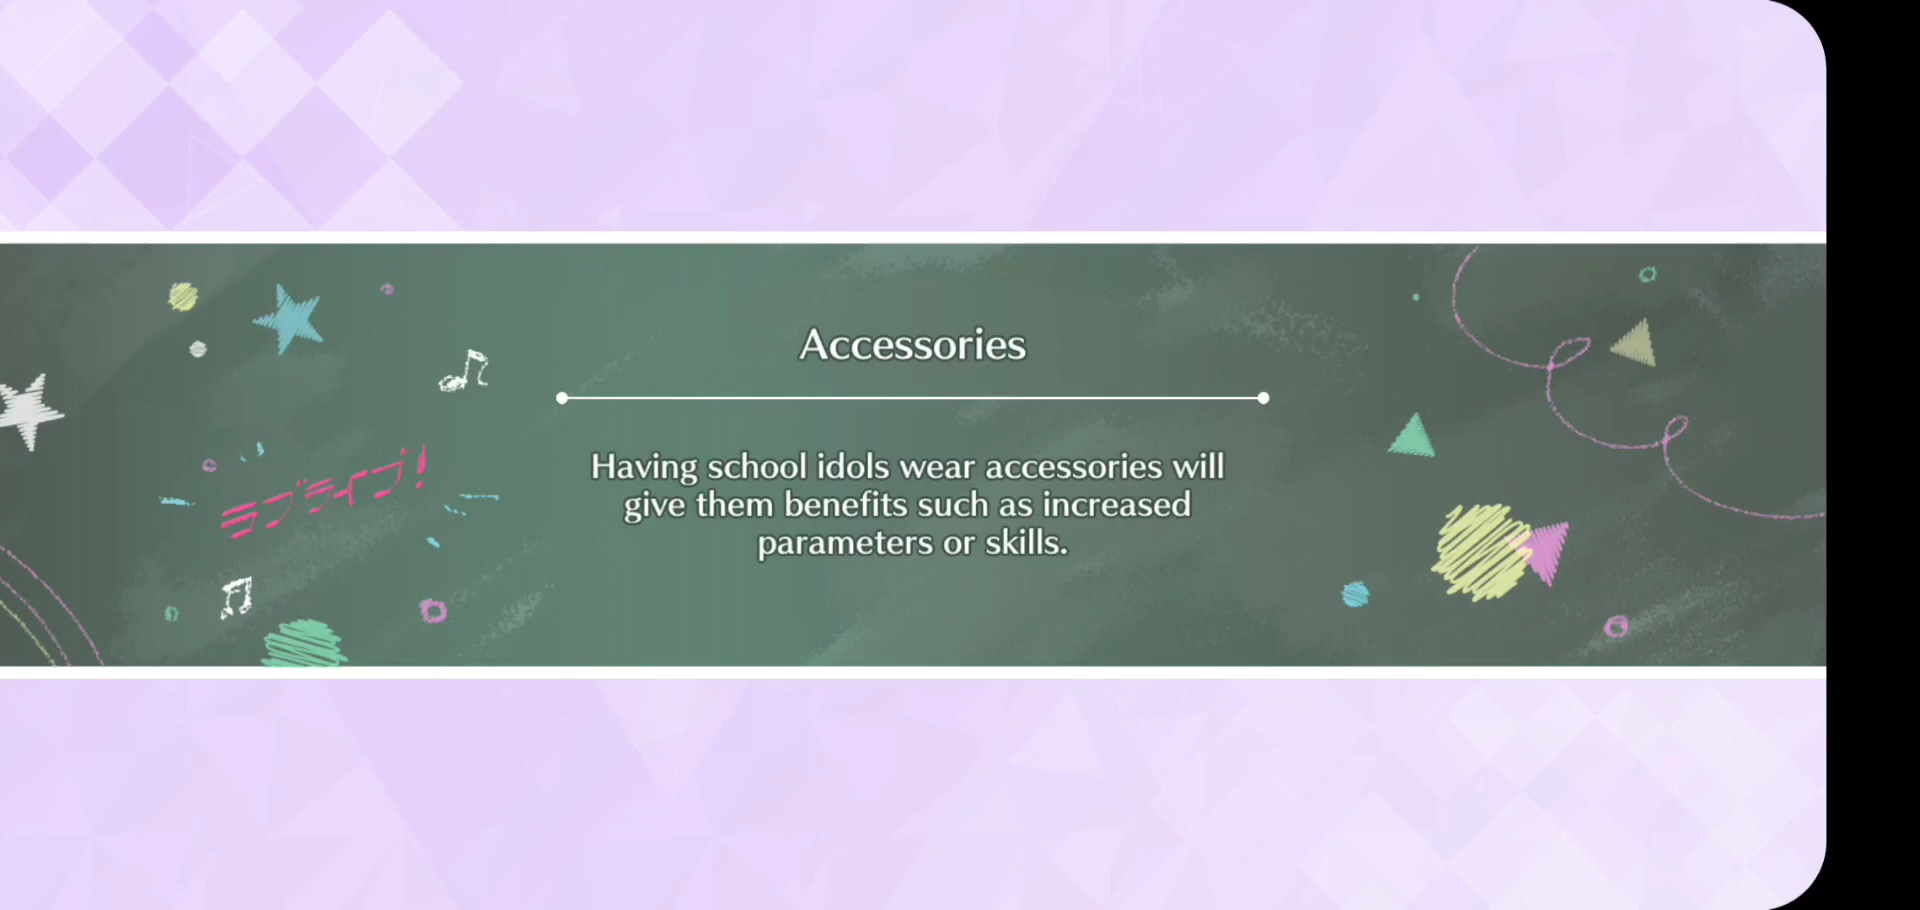 Accessories
ラブライブ!
Having school idols wear accessories will
give them benefits such as increased
parameters or skills.